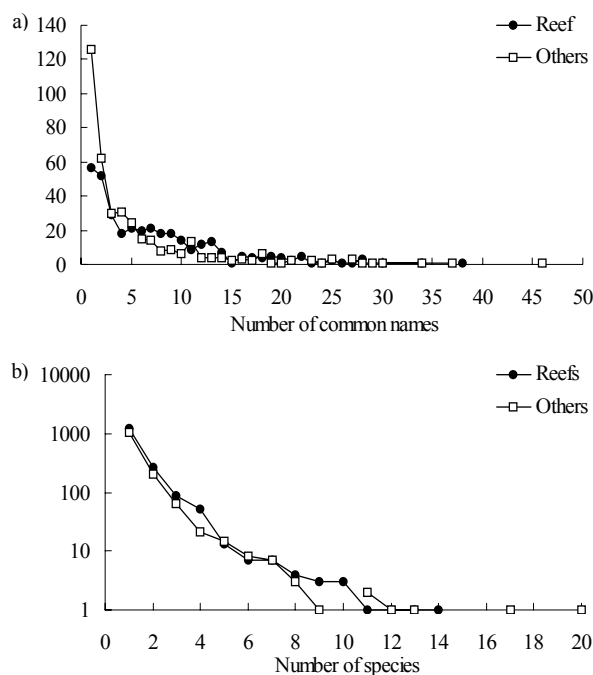 a)
140
120
100
80
60
40
20
0
Reef
Others
0 5 10 15 20 25 30 35 40 45 50
Number of common names
b)
10000
1000
100
10
1
Reefs
Others
0 2 4 6 8 10 12 14 16 18 20
Number of species